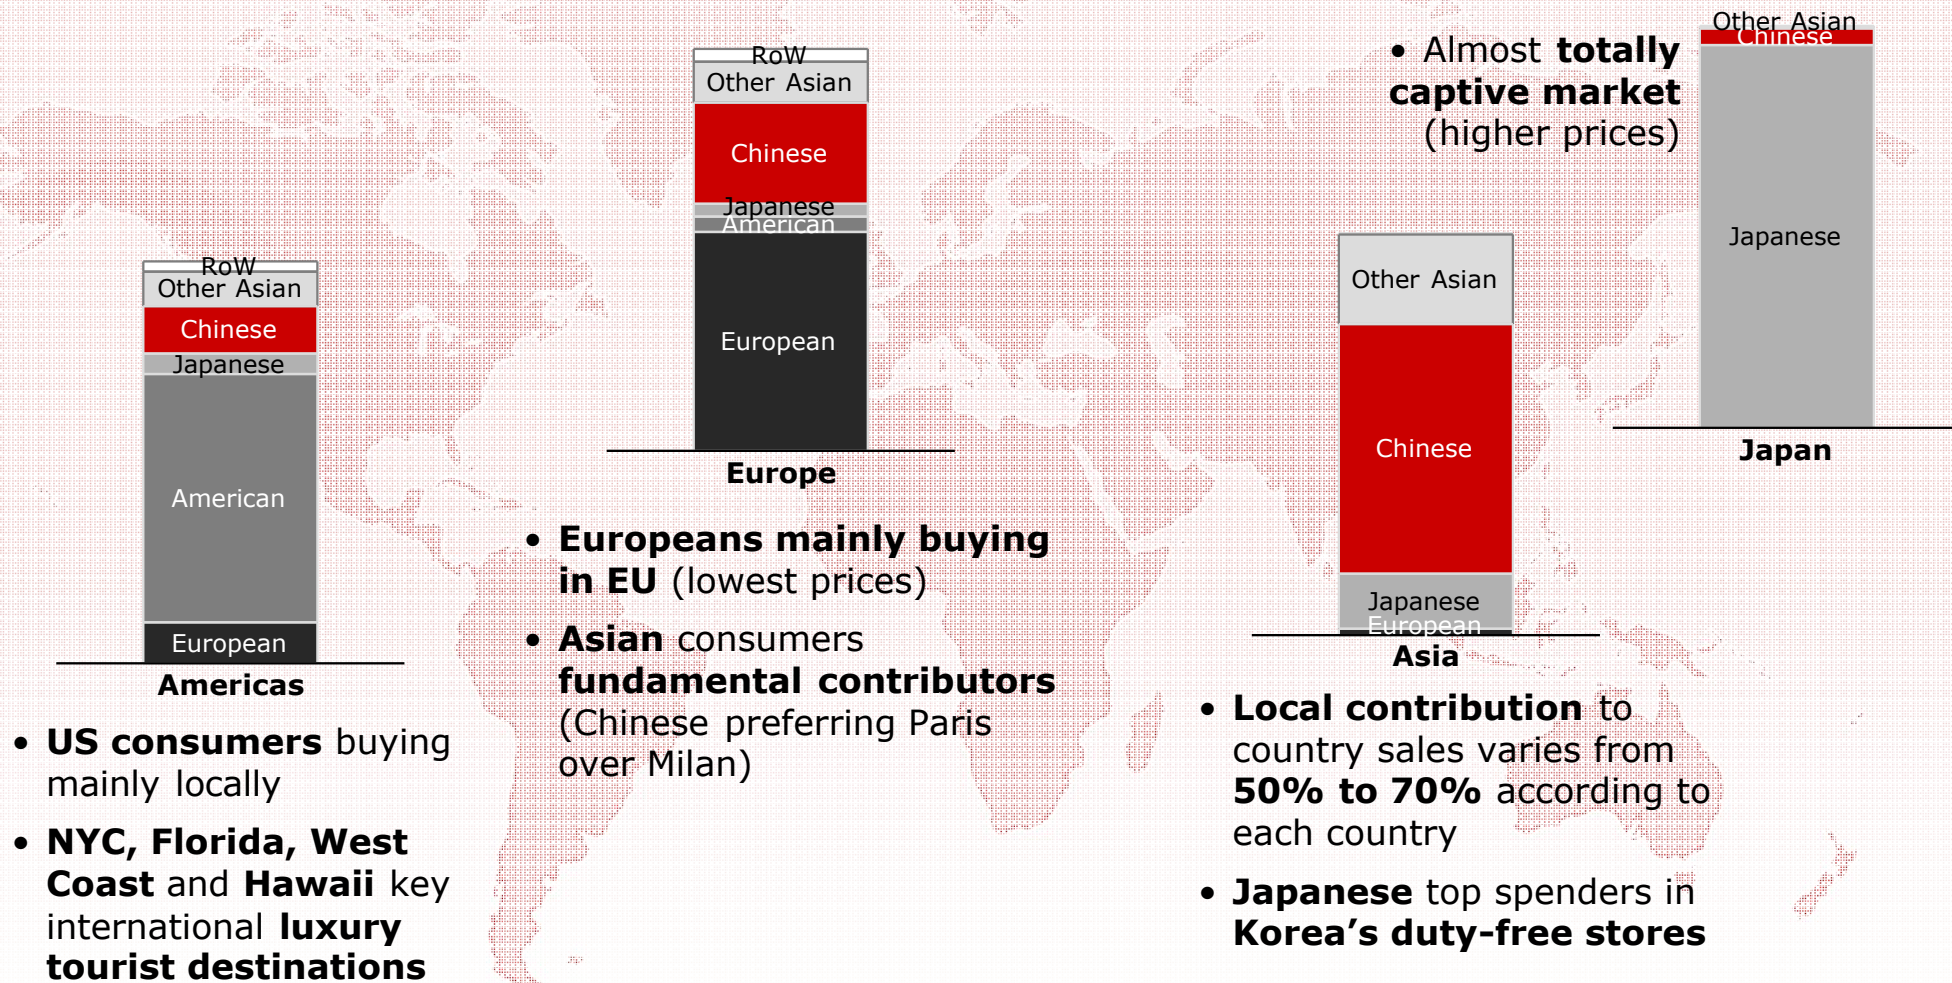 RoW
Other Asian
Chinese
Japanese
American
European
Americas
• US consumers buying
mainly locally
• NYC, Florida, West
Coast and Hawaii key
international luxury
tourist destinations
RoW
Other Asian
Chinese
Japanese
American
European
Europe
• Europeans mainly buying
in EU (lowest prices)
• Asian consumers
fundamental contributors
(Chinese preferring Paris
over Milan)
Other Asian
Chinese
Japanese
European
Asia
• Local contribution to
country sales varies from
50% to 70% according to
each country
• Japanese top spenders in
Korea’s duty-free stores
• Almost totally
captive market
(higher prices)
Other Asian
Chinese
Japanese
Japan